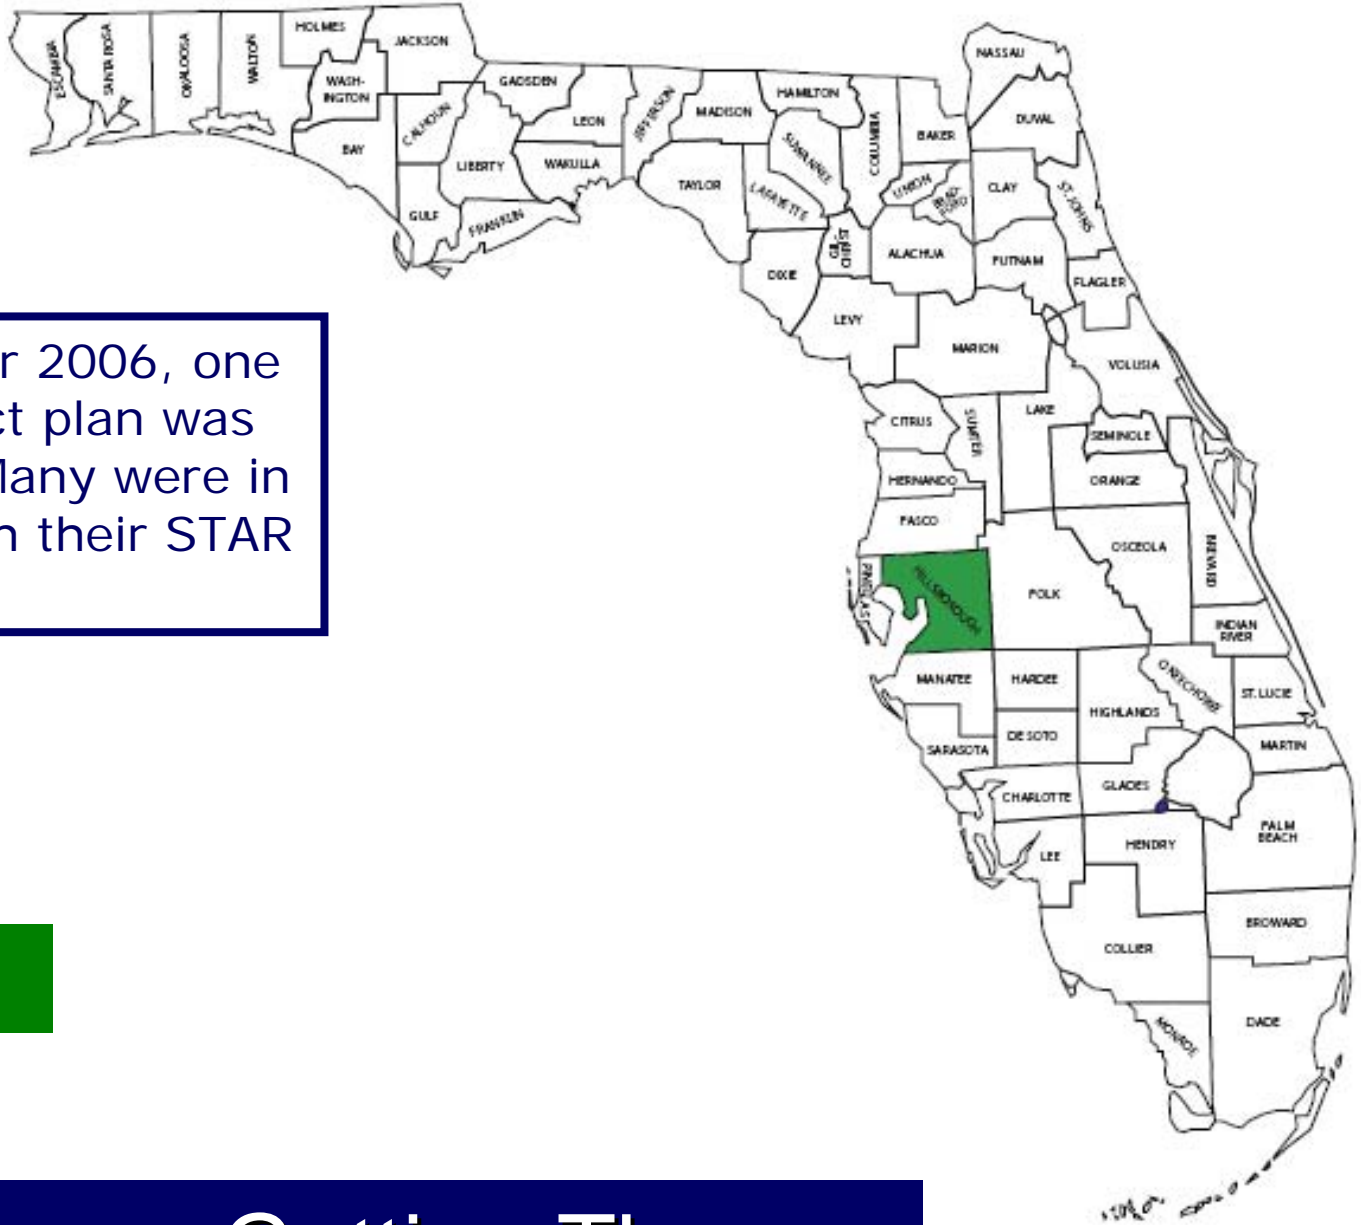 HOLMES
JACKSON
ESCAMBIA
SANTA ROSA
OKALOOSA
WALTON
WASH-
INGTON
GADSDEN
NASSAU
HAMILTON
MADISON
JEFFERSON
LEON
CALHOUN
BAY
LIBERTY
WAKULLA
TAYLOR
LAFAYETTE
SUWANNEE
COLUMBIA
BAKER
DUVAL
UNION
BRAD-
FORD
CLAY
ST. JOHNS
GULF
FRANKLIN
DIXIE
ALACHUA
PUTNAM
FLAGLER
LEVY
MARION
VOLUSIA
r 2006, one
ct plan was
Many were in
n their STAR
CITRUS
SUMTER
LAKE
SEMINOLE
HERNANDO
ORANGE
PASCO
OSCEOLA
BREVARD
PINELLAS
HILLSBOROUGH
POLK
INDIAN
RIVER
MANATEE
HARDEE
OKEECHOBE
ST. LUCIE
HIGHLANDS
DE SOTO
SARASOTA
MARTIN
CHARLOTTE
GLADES
PALM
BEACH
LEE
HENDRY
BROWARD
COLLIER
MONROE
DADE